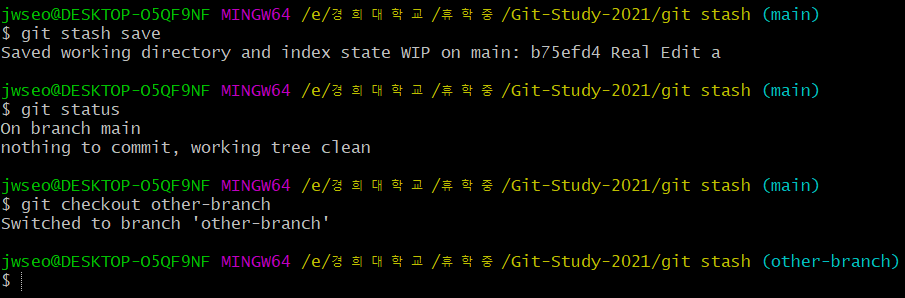 jwseo@DESKTOP-O5QF9NF MINGW64 /e/경희대학교/휴학중/Git-Study-2021/git stash (main)
$ git stash save
Saved working directory and index state WIP on main: b75efd4 Real Edit a
jwseo@DESKTOP-O5QF9NF MINGW64 /e/경희대학교/휴학중/Git-Study-2021/git stash (main)
$ git status
On branch main
nothing to commit, working tree clean
jwseo@DESKTOP-O5QF9NF MINGW64 /e/경희대학교/휴학중/Git-Study-2021/git stash (main)
$ git checkout other-branch
Switched to branch 'other-branch'
jwseo@DESKTOP-O5QF9NF MINGW64 /e/경희대학교/휴학중/Git-Study-2021/git stash (other-branch)
$